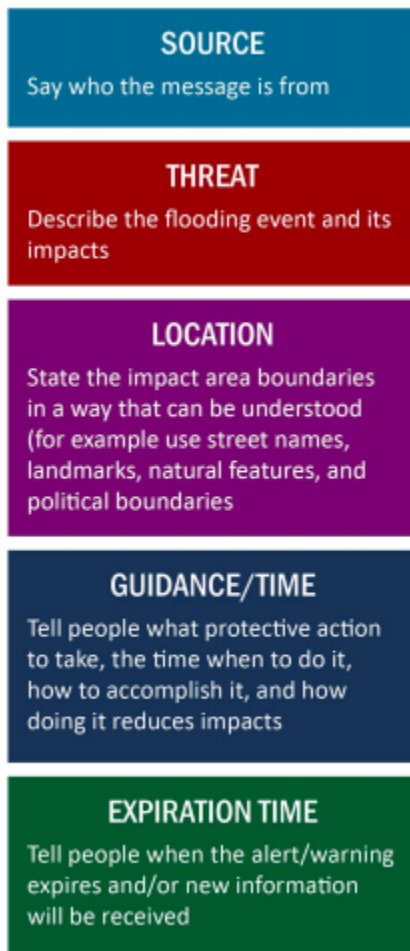 SOURCE
Say who the message is from
THREAT
Describe the flooding event and its
impacts
LOCATION
State the impact area boundaries
in a way that can be understood
(for example use street names,
landmarks, natural features, and
political boundaries
GUIDANCE/TIME
Tell people what protective action
to take, the time when to do it,
how to accomplish it, and how
doing it reduces impacts
EXPIRATION TIME
Tell people when the alert/warning
expires and/or new information
will be received